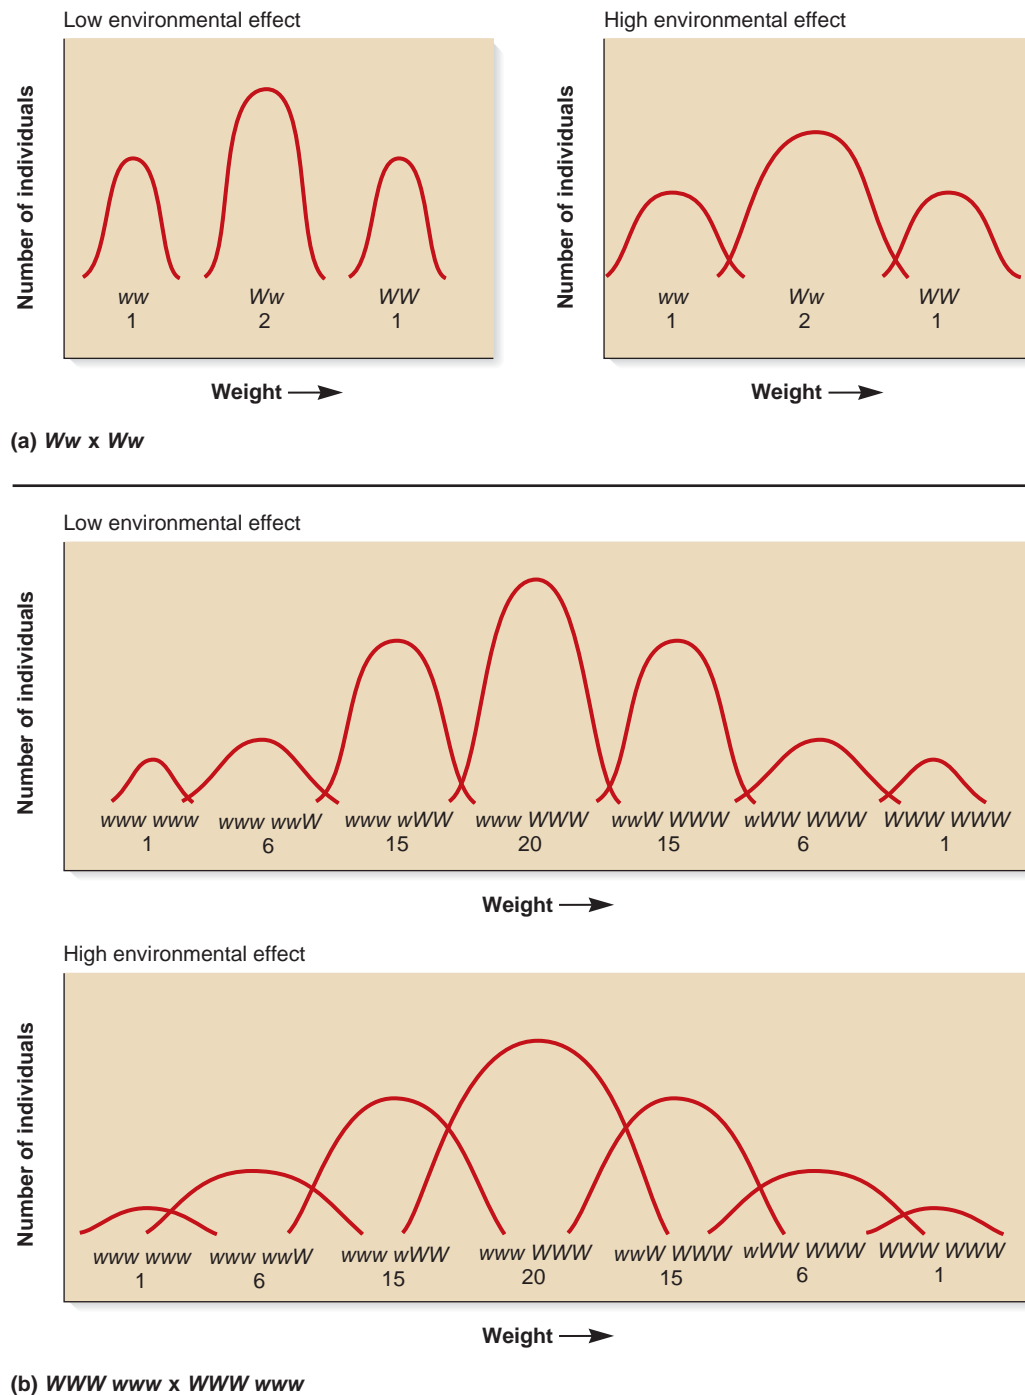 Low environmental effect
High environmental effect
Number of individuals
Number of individuals
ww Ww WW
1 2 1
ww Ww WW
1 2 1
Weight
Weight
(a) Ww x Ww
Low environmental effect
Number of individuals
www www www wwW www wWW www WWW wwW WWW wWW WWW WWW WWW
1 6 15 20 15 6 1
Weight
High environmental effect
Number of individuals
www www www wwW www wWW www WWW wwW WWW wWW WWW WWW WWW
1 6 15 20 15 6 1
Weight
(b) WWW www x WWW www